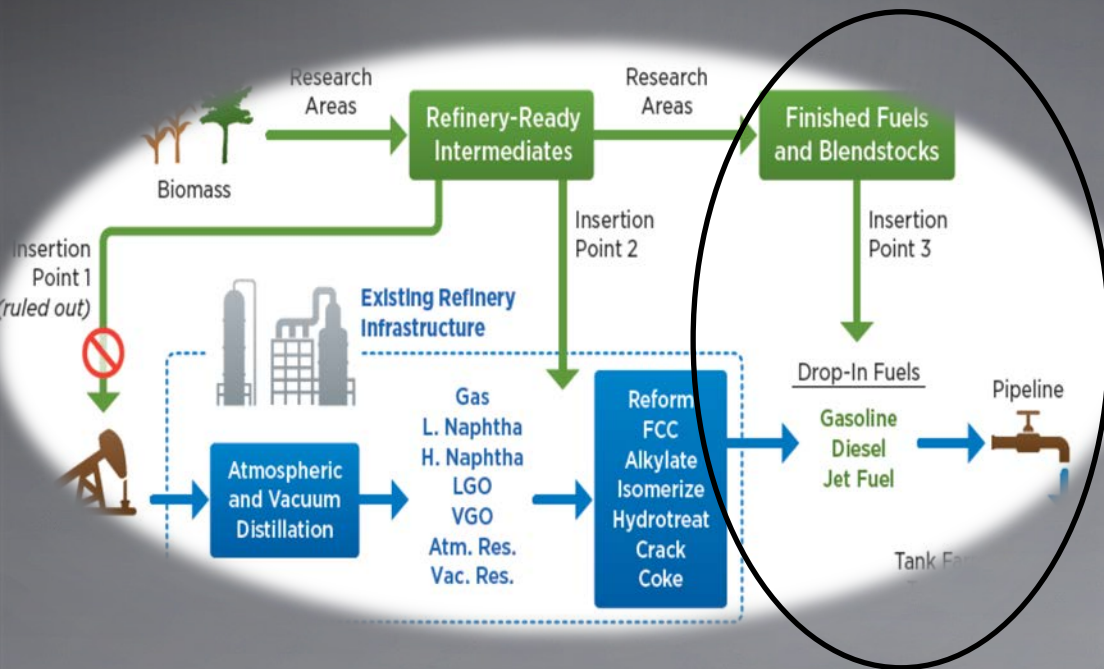 Research
Areas
Research
Areas
Refinery-Ready
Intermediates
Finished Fuels
and Blendstocks
Biomass
Insertion
Point 1
(ruled out)
Insertion
Point 2
Insertion
Point 3
Existing Refinery
Infrastructure
Drop-In Fuels
Gasoline
Diesel
Jet Fuel
Pipeline
Atmospheric
and Vacuum
Distillation
Gas
L. Naphtha
H. Naphtha
LGO
VGO
Atm. Res.
Vac. Res.
Reform
FCC
Alkylate
Isomerize
Hydrotreat
Crack
Coke
Tank